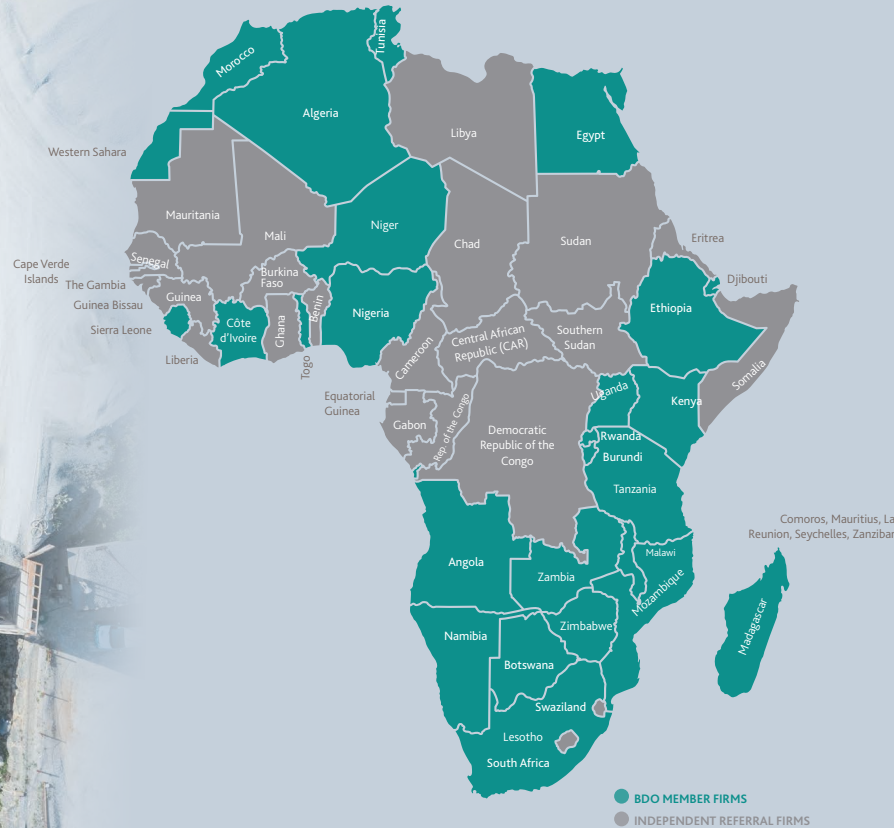 Tunisia
Morocco
Algeria
Libya
Egypt
Western Sahara
Mauritania
Mali
Niger
Chad
Sudan
Eritrea
Senegal
Cape Verde
Islands
The Gambia
Burkina
Faso
Djibouti
Guinea
Guinea Bissau
Benin
Nigeria
Ethiopia
Sierra Leone
Côte
d'Ivoire
Ghana
Central African
Republic (CAR)
Southern
Sudan
Cameroon
Liberia
Togo
Somalia
Equatorial
Guinea
Uganda
Kenya
Gabon
Rep. of the Congo
Democratic
Republic of the
Congo
Rwanda
Burundi
Tanzania
Comoros, Mauritius, La
Reunion, Seychelles, Zanzibar
Angola
Malawi
Zambia
Mozambique
Madagascar
Zimbabwe
Namibia
Botswana
Swaziland
Lesotho
South Africa
BDO MEMBER FIRMS
INDEPENDENT REFERRAL FIRMS